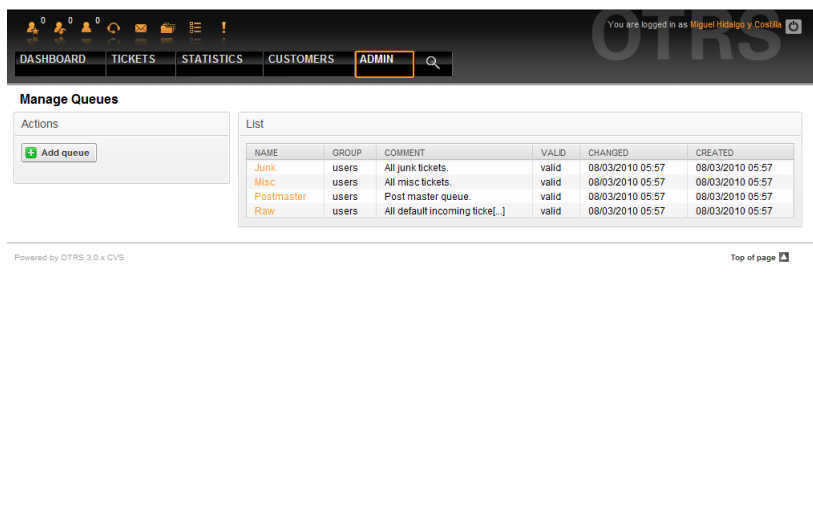 OTRS
0 0 0
You are logged in as Miguel Hidalgo y Costilla
DASHBOARD TICKETS STATISTICS CUSTOMERS ADMIN
Manage Queues
Actions
Add queue
List
NAME GROUP COMMENT VALID CHANGED CREATED
Junk users All junk tickets. valid 08/03/2010 05:57 08/03/2010 05:57
Misc users All misc tickets. valid 08/03/2010 05:57 08/03/2010 05:57
Postmaster users Post master queue. valid 08/03/2010 05:57 08/03/2010 05:57
Raw users All default incoming ticke[...] valid 08/03/2010 05:57 08/03/2010 05:57
Powered by OTRS 3.0.x CVS
Top of page